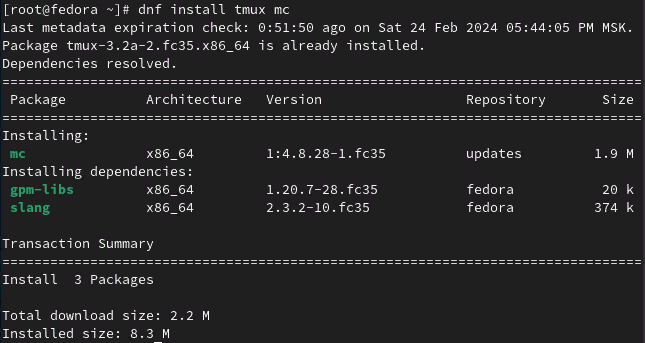 [root@fedora ~]# dnf install tmux mc
Last metadata expiration check: 0:51:50 ago on Sat 24 Feb 2024 05:44:05 PM MSK.
Package tmux-3.2a-2.fc35.x86_64 is already installed.
Dependencies resolved.
================================================================================
 Package          Architecture   Version                  Repository       Size
================================================================================
Installing:
 mc               x86_64         1:4.8.28-1.fc35          updates         1.9 M
Installing dependencies:
 gpm-libs         x86_64         1.20.7-28.fc35           fedora           20 k
 slang            x86_64         2.3.2-10.fc35            fedora          374 k
Transaction Summary
================================================================================
Install  3 Packages
Total download size: 2.2 M
Installed size: 8.3 M